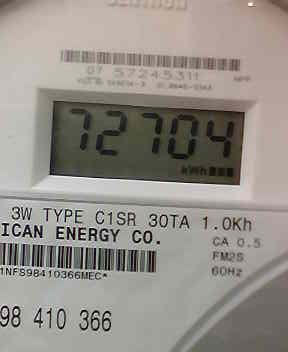 07 57245311
72704
kWh
3W TYPE C1SR 30TA 1.0Kh
ICAN ENERGY CO.
CA 0.5
FM2S
60Hz
1NFS98410366MEC*
98 410 366